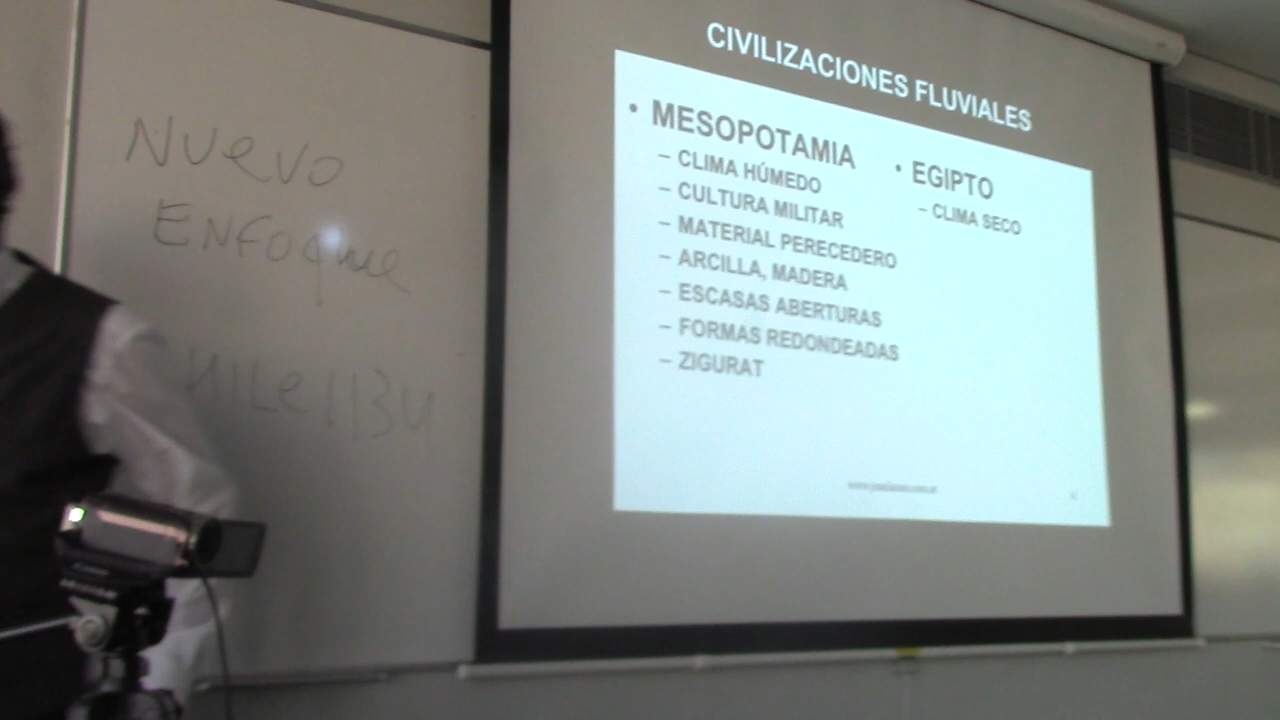 NUevO
ENFOque
CIVILIZACIONES FLUVIALES
• MESOPOTAMIA
– CLIMA HÚMEDO
– CULTURA MILITAR
– MATERIAL PERECEDERO
– ARCILLA, MADERA
– ESCASAS ABERTURAS
– FORMAS REDONDEADAS
– ZIGURAT
• EGIPTO
– CLIMA SECO